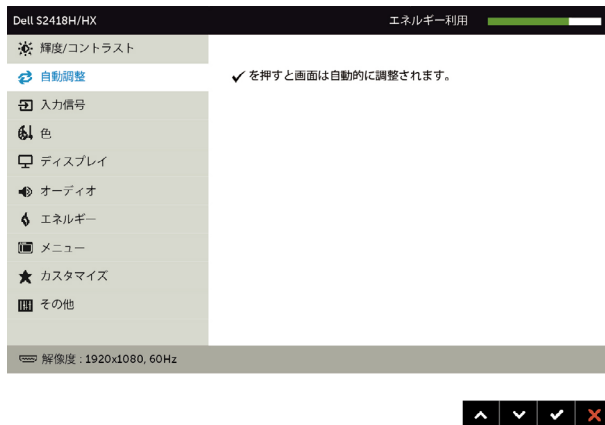 Dell S2418H/HX
エネルギー利用
輝度/コントラスト
自動調整
✓ を押すと画面は自動的に調整されます。
入力信号
色
ディスプレイ
オーディオ
エネルギー
メニュー
カスタマイズ
その他
解像度 : 1920x1080, 60Hz